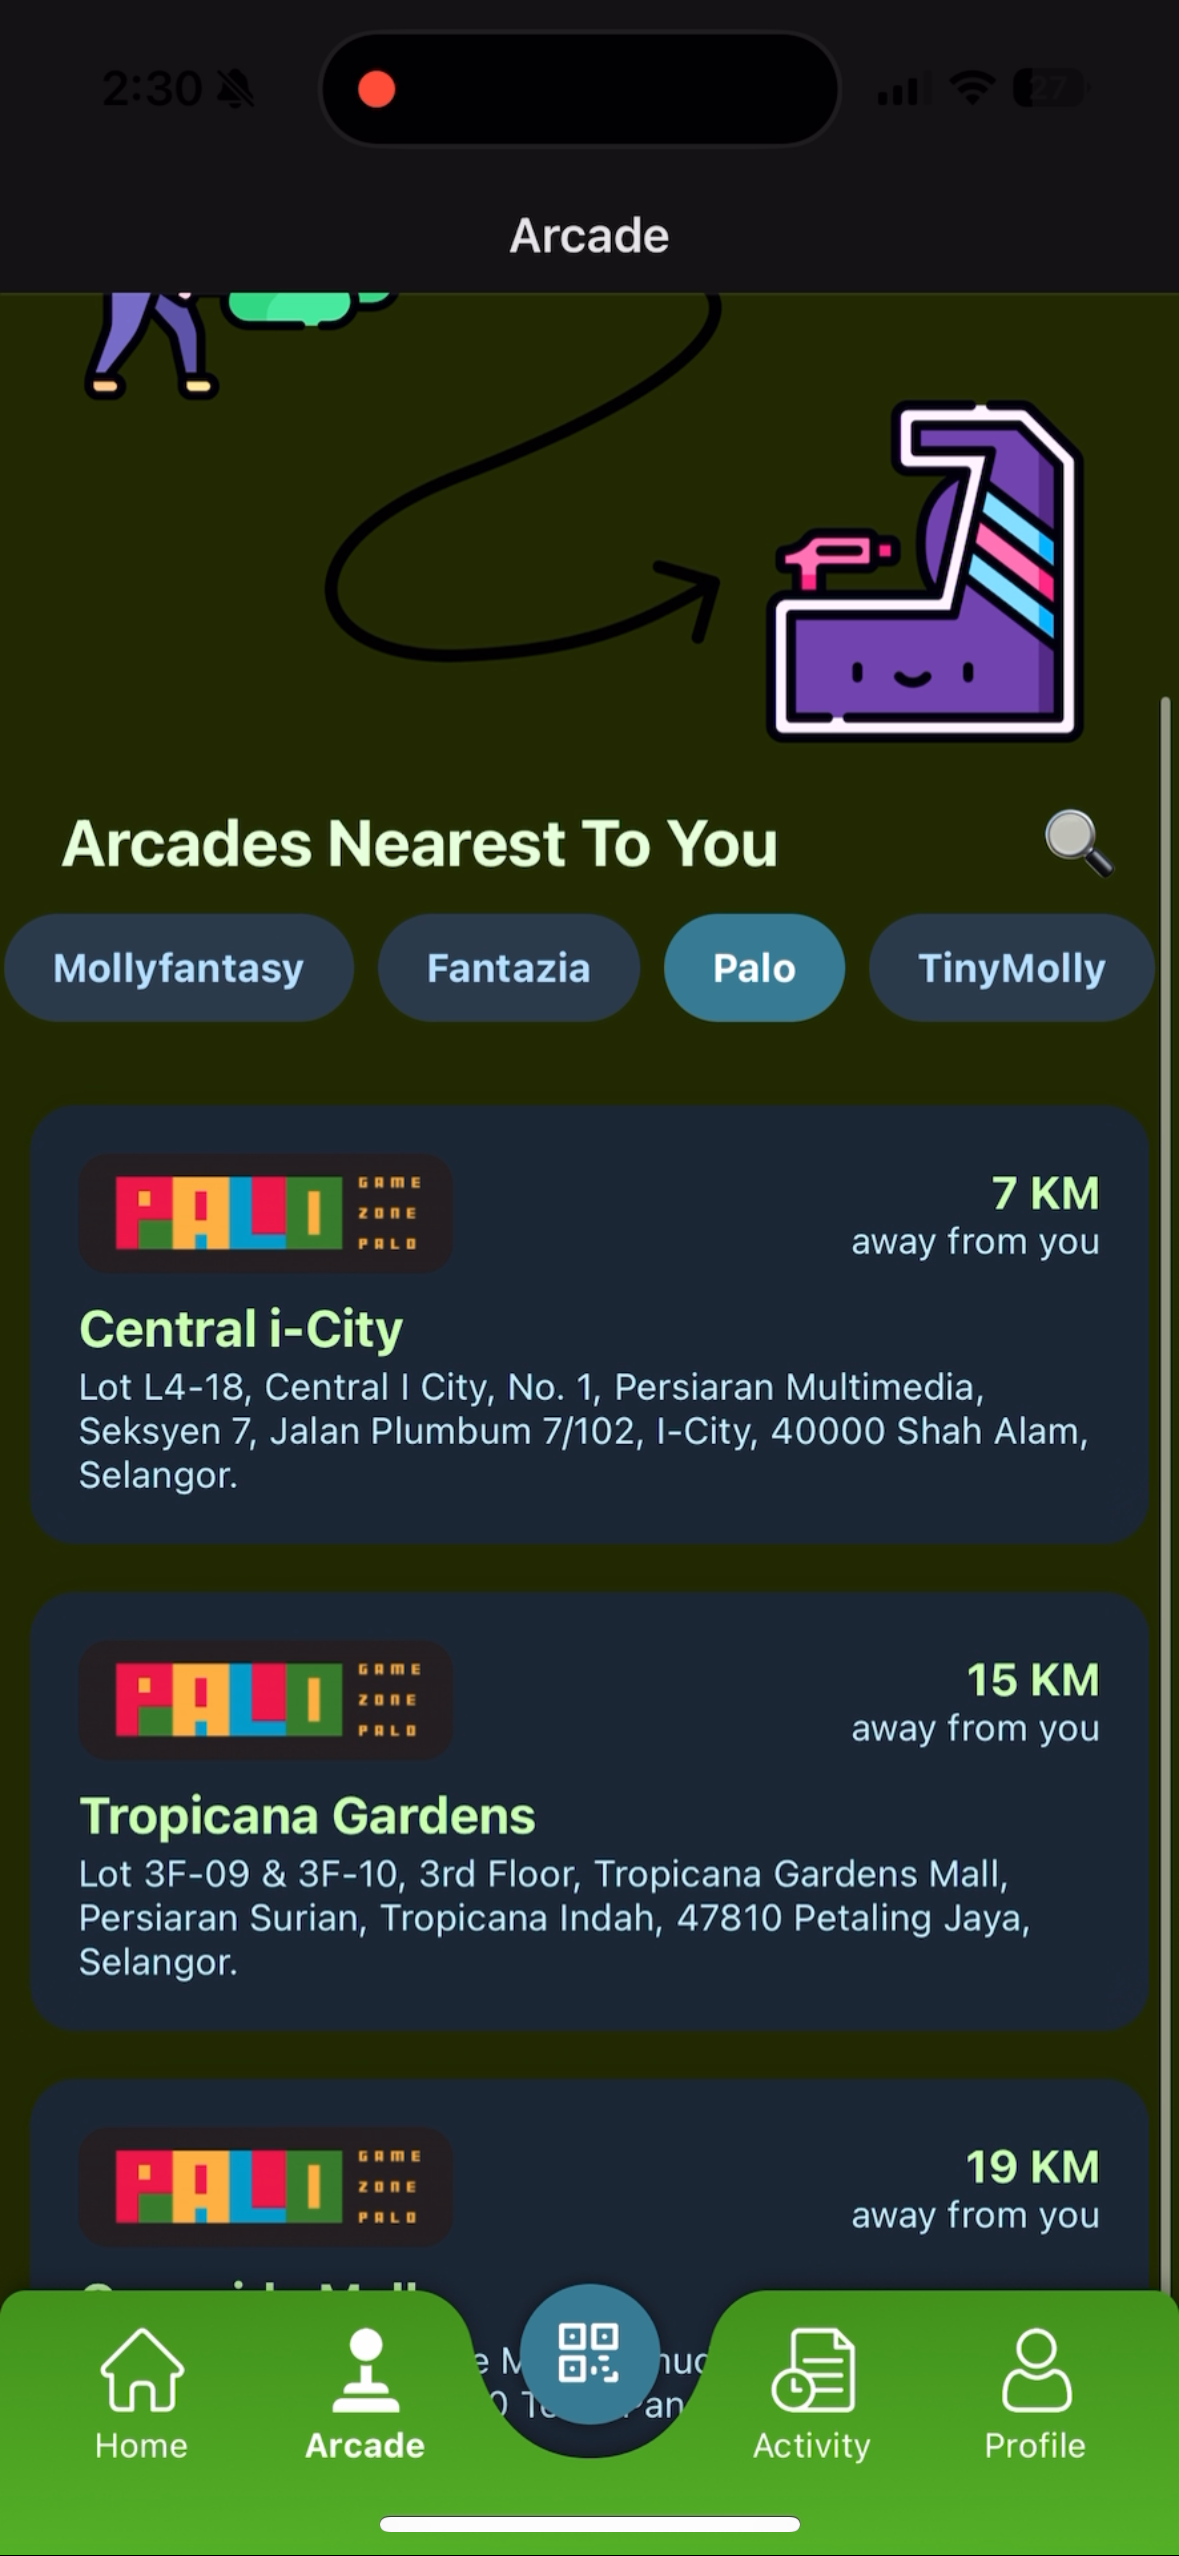 2:30
27
Arcade
Arcades Nearest To You
Mollyfantasy
Fantazia
Palo
TinyMolly
PALO
GAME
ZONE
PALO
7 KM
away from you
Central i-City
Lot L4-18, Central I City, No. 1, Persiaran Multimedia,
Seksyen 7, Jalan Plumbum 7/102, I-City, 40000 Shah Alam,
Selangor.
PALO
GAME
ZONE
PALO
15 KM
away from you
Tropicana Gardens
Lot 3F-09 & 3F-10, 3rd Floor, Tropicana Gardens Mall,
Persiaran Surian, Tropicana Indah, 47810 Petaling Jaya,
Selangor.
PALO
GAME
ZONE
PALO
19 KM
away from you
Home
Arcade
Activity
Profile